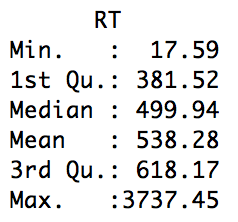 RT
Min.   :  17.59
1st Qu.: 381.52
Median : 499.94
Mean   : 538.28
3rd Qu.: 618.17
Max.   :3737.45